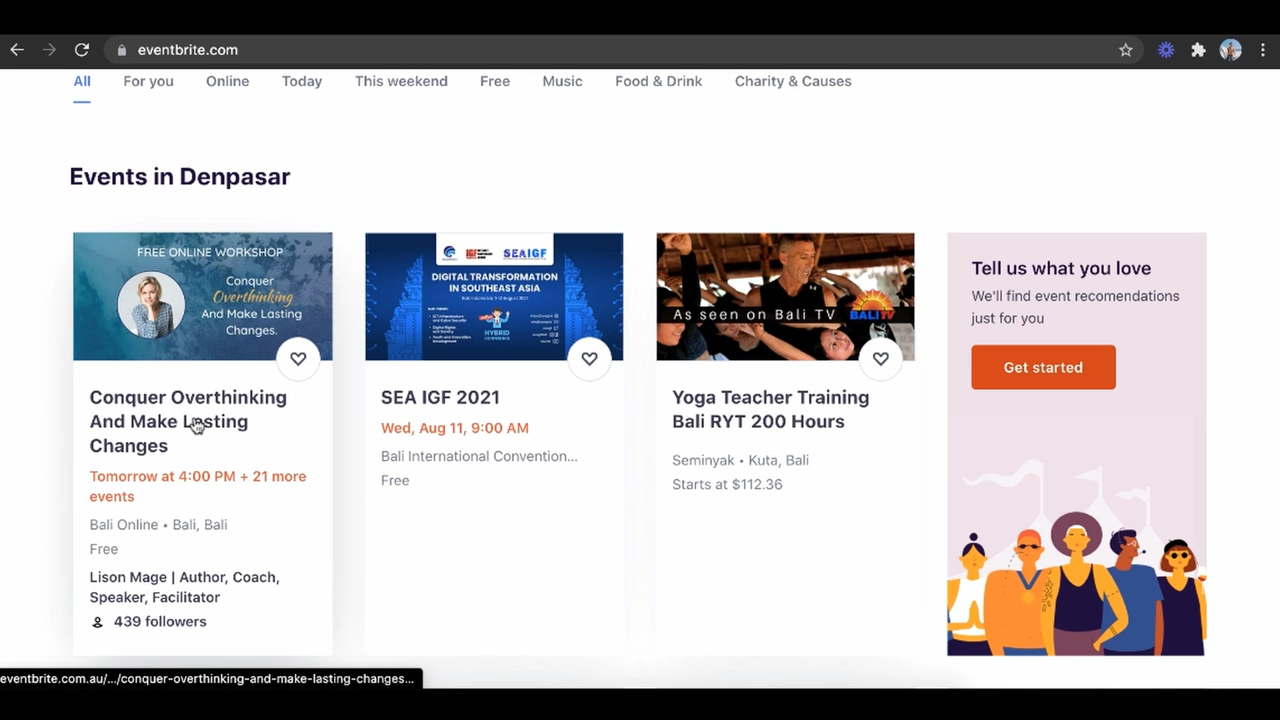 eventbrite.com
All For you Online Today This weekend Free Music Food & Drink Charity & Causes
Events in Denpasar
FREE ONLINE WORKSHOP
Conquer
Overthinking
And Make Lasting
Changes.
Conquer Overthinking
And Make Lasting
Changes
Tomorrow at 4:00 PM + 21 more
events
Bali Online • Bali, Bali
Free
Lison Mage | Author, Coach,
Speaker, Facilitator
439 followers
IGF SEAIGF
DIGITAL TRANSFORMATION
IN SOUTHEAST ASIA
HYBRID
SEA IGF 2021
Wed, Aug 11, 9:00 AM
Bali International Convention...
Free
As seen on Bali TV
BALI TV
Yoga Teacher Training
Bali RYT 200 Hours
Seminyak • Kuta, Bali
Starts at $112.36
Tell us what you love
We'll find event recomendations
just for you
Get started
eventbrite.com.au/.../conquer-overthinking-and-make-lasting-changes...